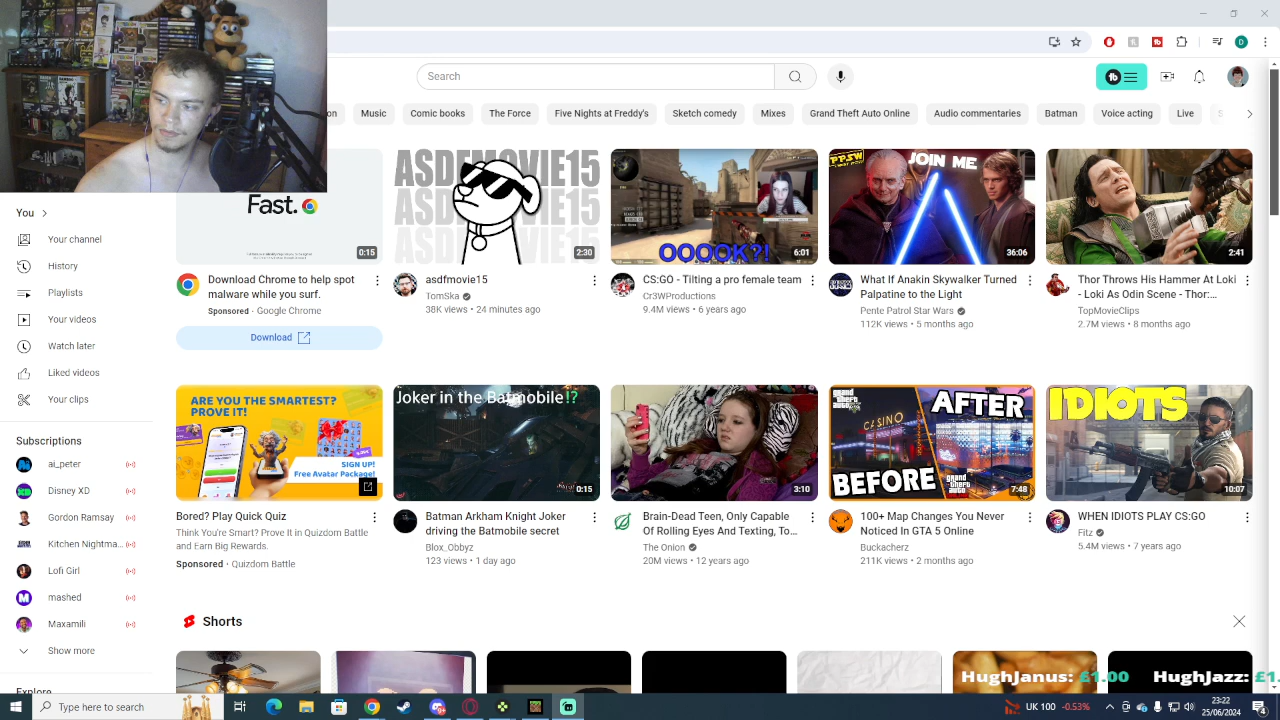 Search
on
Music
Comic books
The Force
Five Nights at Freddy's
Sketch comedy
Mixes
Grand Theft Auto Online
Audio commentaries
Batman
Voice acting
Live
S
You
Your channel
History
Playlists
Your videos
Watch later
Liked videos
Your clips
Subscriptions
ai_peter
Disney XD
Gordon Ramsay
Kitchen Nightma...
Lofi Girl
mashed
Maxamili
Show more
Explore
Fast.
0:15
Download Chrome to help spot
malware while you surf.
Sponsored · Google Chrome
Download
ASDFMOVIE15
2:30
asdfmovie15
TomSka
38K views • 24 minutes ago
OOOOK?!
6:01
CS:GO - Tilting a pro female team
Cr3WProductions
9.4M views • 6 years ago
PPSW
JOIN ME
36:06
What If Anakin Skywalker Turned
Palpatine to the Light
Pente Patrol Star Wars
112K views • 5 months ago
2:41
Thor Throws His Hammer At Loki
- Loki As Odin Scene - Thor:...
TopMovieClips
2.7M views • 8 months ago
ARE YOU THE SMARTEST?
PROVE IT!
SIGN UP!
Free Avatar Package!
Bored? Play Quick Quiz
Think You're Smart? Prove It in Quizdom Battle
and Earn Big Rewards.
Sponsored · Quizdom Battle
Joker in the Batmobile⁉
0:15
Batman Arkham Knight Joker
driving the Batmobile secret
Blox_Obbyz
123 views • 1 day ago
3:10
Brain-Dead Teen, Only Capable
Of Rolling Eyes And Texting, To...
The Onion
20M views • 12 years ago
CASINO
AFTER
BEFORE
grand theft auto
7:48
100+ Map Changes You Never
Noticed In GTA 5 Online
Buckacherz
211K views • 2 months ago
IDIOTS
10:07
WHEN IDIOTS PLAY CS:GO
Fitz
5.4M views • 7 years ago
Shorts
HughJanus: £1.00 HughJazz: £1.
Type here to search
UK 100 -0.53%
23:22
25/06/2024